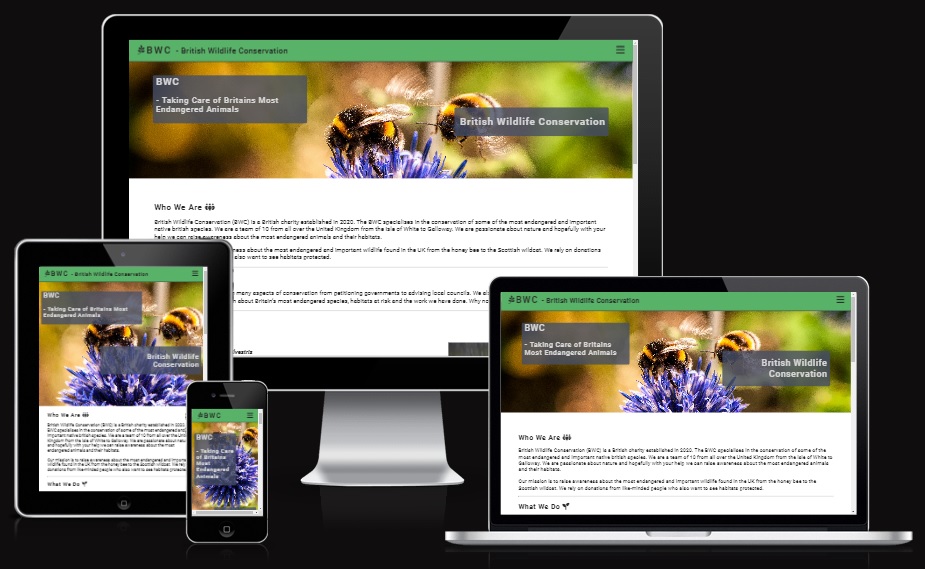 BWC - British Wildlife Conservation
BWC
- Taking Care of Britains Most
Endangered Animals
British Wildlife Conservation
Who We Are
British Wildlife Conservation (BWC) is a British charity established in 2020. The BWC specialises in the conservation of some of the most endangered and important
native british species. We are a team of 10 from all over the United Kingdom from the Isle of White to Galloway. We are passionate about nature and hopefully with your
help we can raise awareness about the most endangered animals and their habitats.
ness about the most endangered and important wildlife found in the UK from the honey bee to the Scottish wildcat. We rely on donations
also want to see habitats protected.
many aspects of conservation from petitioning governments to advising local councils. We
about Britain's most endangered species, habitats at risk and the work we have done. Why no
lvestris
BWC - British Wildlife Conservation
BWC
- Taking Care of Britains Most
Endangered Animals
British Wildlife
Conservation
Who We Are
British Wildlife Conservation (BWC) is a British charity established in 2020. The
BWC specialises in the conservation of some of the most endangered and
important native british species. We are a team of 10 from all over the United
Kingdom from the Isle of White to Galloway. We are passionate about
and hopefully with your help we can raise awareness about the most
endangered animals and their habitats.
Our mission is to raise awareness about the most endangered and important
wildlife found in the UK from the honey bee to the Scottish wildcat. We rely
donations from like-minded people who also want to see habitats protected
What We Do
BWC
BWC
- Taking Care
of Britains
Most
Endangered
Animals
BWC - British Wildlife Conservation
BWC
- Taking Care of Britains
Most Endangered Animals
British Wildlife
Conservation
Who We Are
British Wildlife Conservation (BWC) is a British charity established in 2020. The BWC specialises in the conservation of some of the
most endangered and important native british species. We are a team of 10 from all over the United Kingdom from the Isle of White to
Galloway. We are passionate about nature and hopefully with your help we can raise awareness about the most endangered animals
and their habitats.
Our mission is to raise awareness about the most endangered and important wildlife found in the UK from the honey bee to the
Scottish wildcat. We rely on donations from like-minded people who also want to see habitats protected.
What We Do